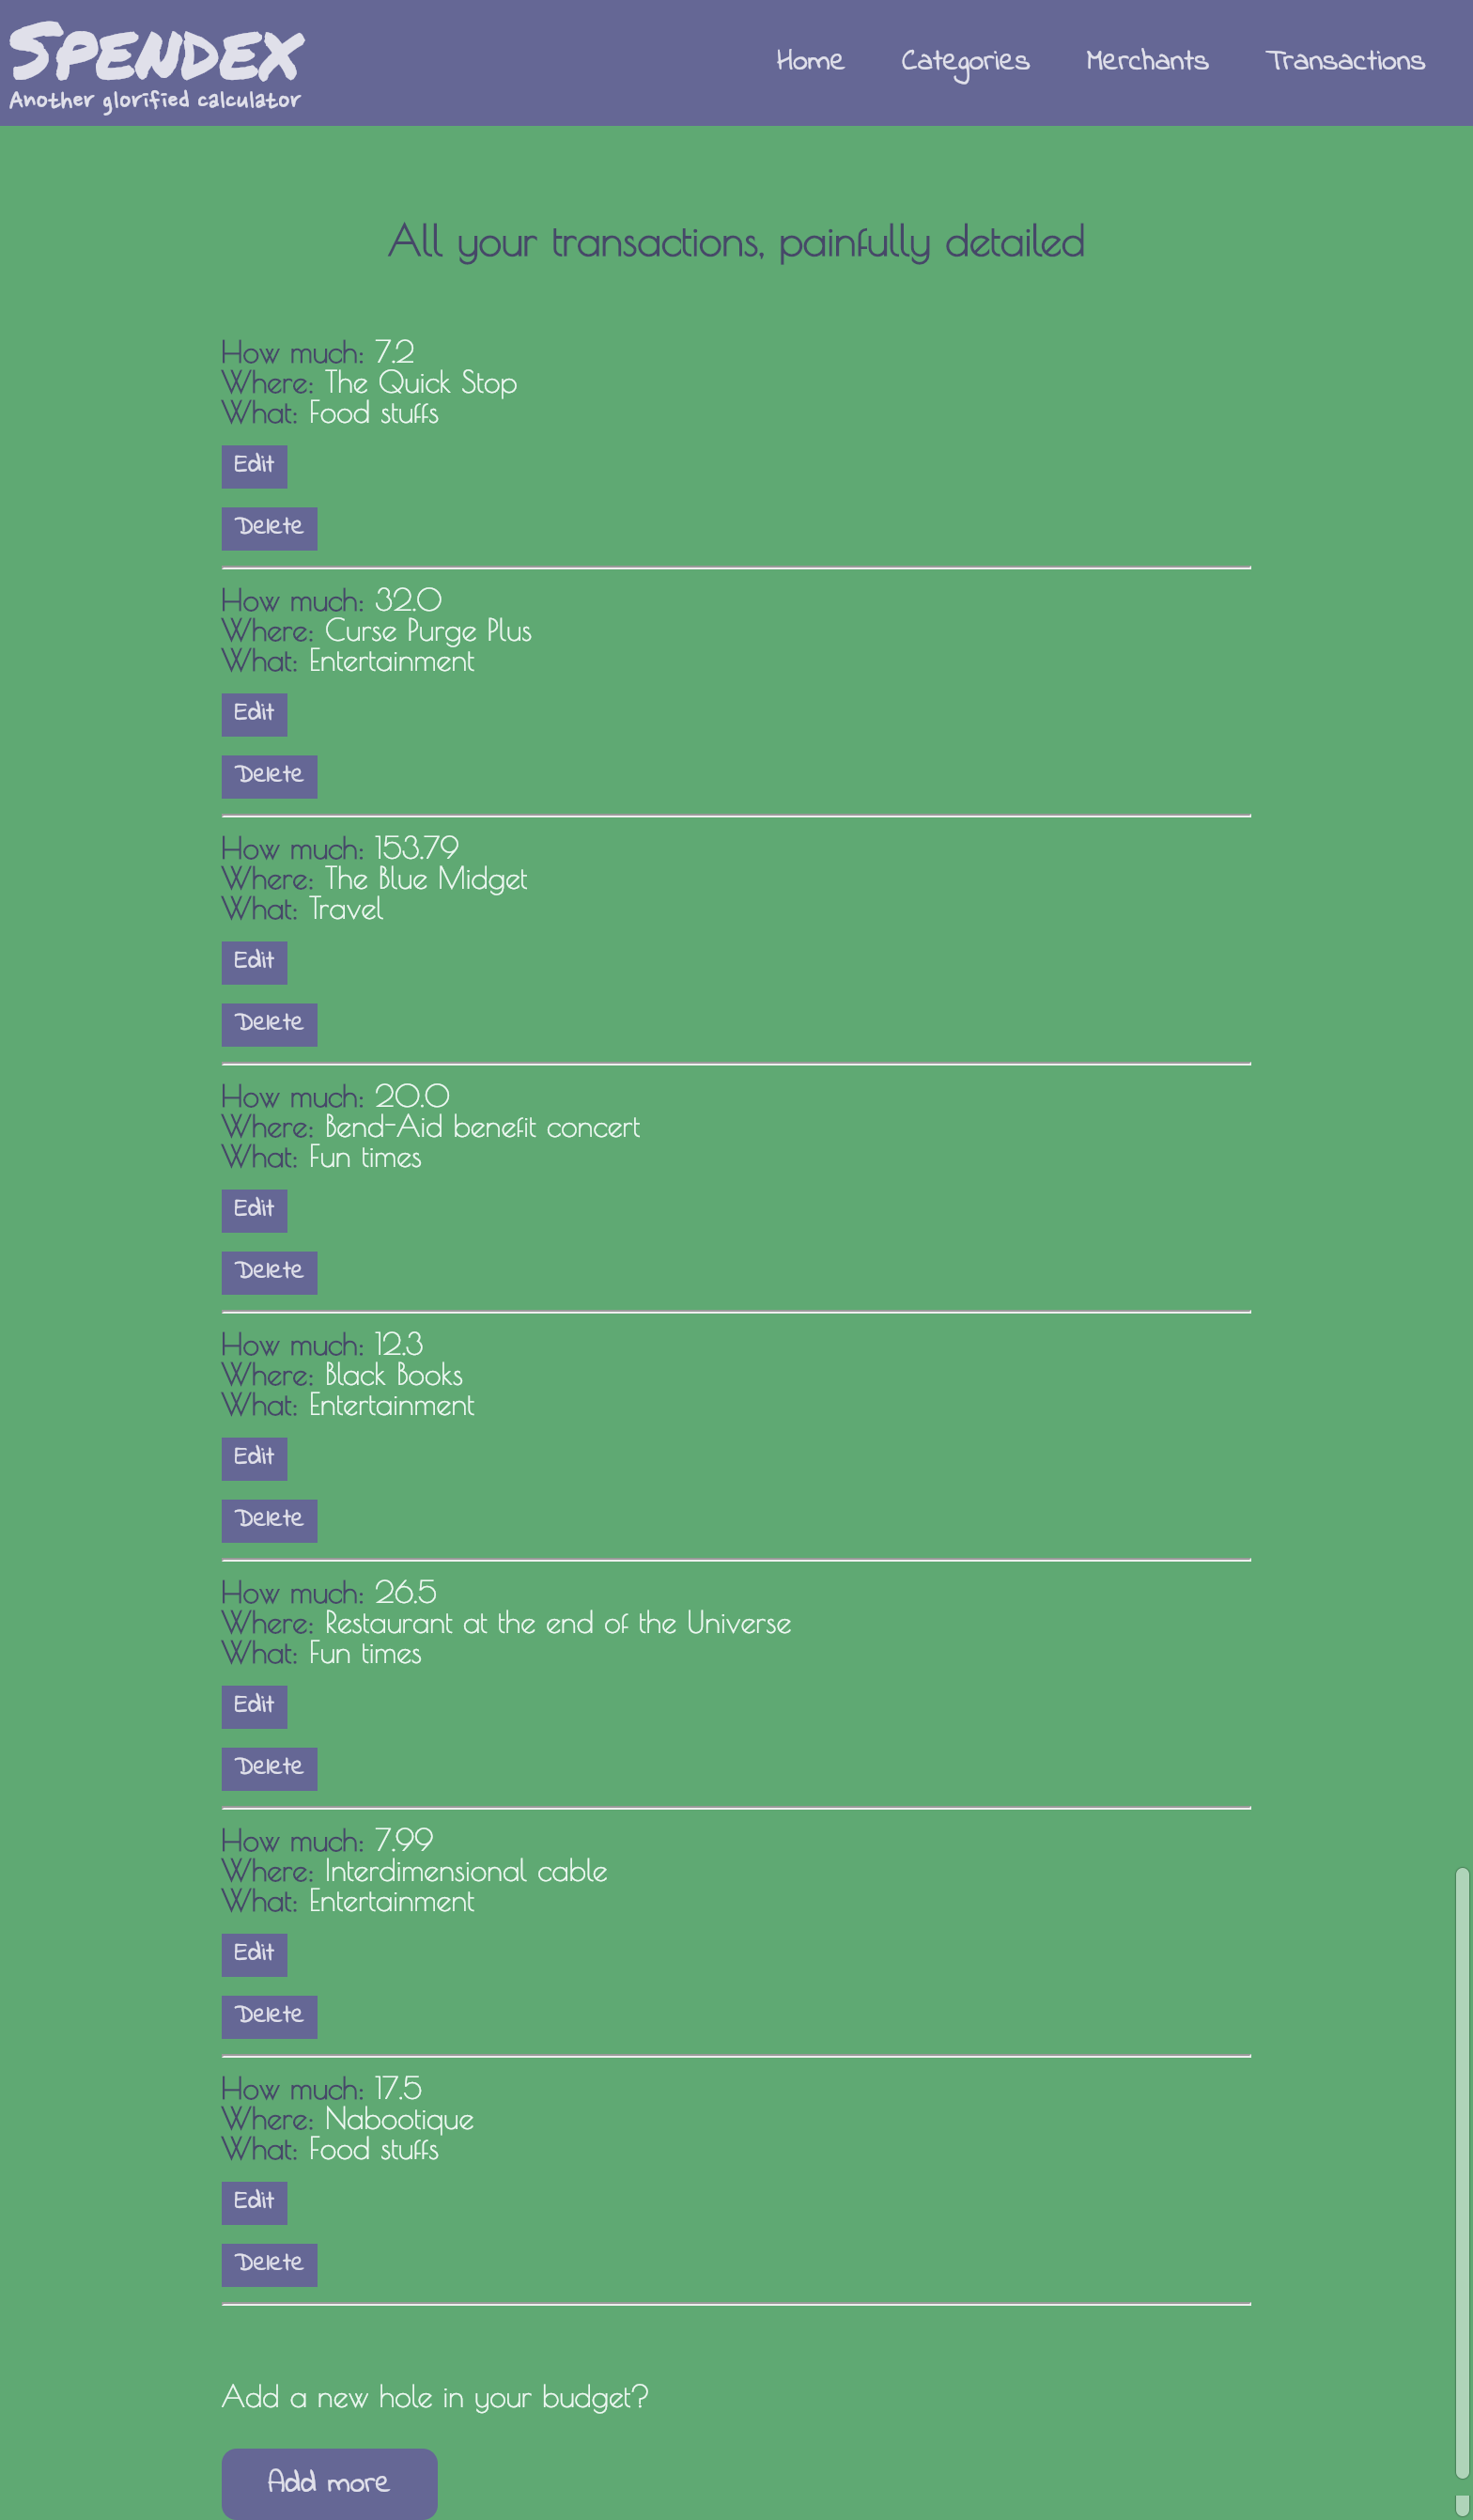 SPENDEX
Another glorified calculator
Home Categories Merchants Transactions
All your transactions, painfully detailed
How much: 7.2
Where: The Quick Stop
What: Food stuffs
Edit
Delete
How much: 32.0
Where: Curse Purge Plus
What: Entertainment
Edit
Delete
How much: 153.79
Where: The Blue Midget
What: Travel
Edit
Delete
How much: 20.0
Where: Bend-Aid benefit concert
What: Fun times
Edit
Delete
How much: 12.3
Where: Black Books
What: Entertainment
Edit
Delete
How much: 26.5
Where: Restaurant at the end of the Universe
What: Fun times
Edit
Delete
How much: 7.99
Where: Interdimensional cable
What: Entertainment
Edit
Delete
How much: 17.5
Where: Nabootique
What: Food stuffs
Edit
Delete
Add a new hole in your budget?
Add more